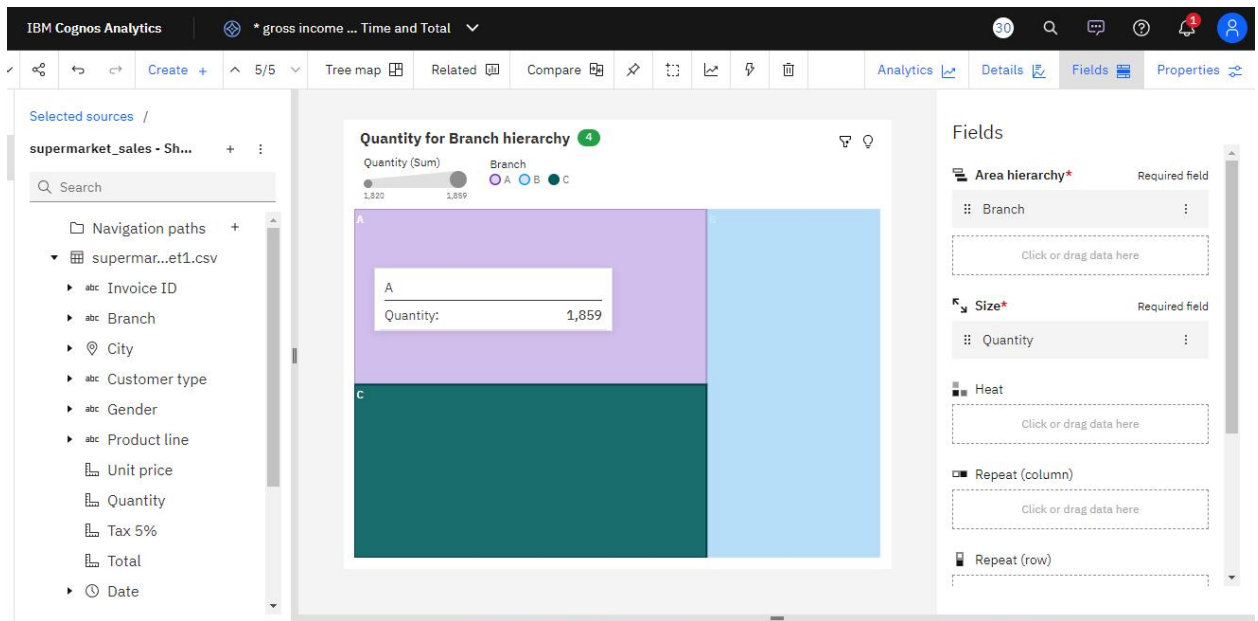 IBM Cognos Analytics
* gross income ... Time and Total
30
1
Create +
5/5
Tree map
Related
Compare
Analytics
Details
Fields
Properties
Selected sources /
supermarket_sales - Sh...
Search
Navigation paths +
supermar...et1.csv
abc Invoice ID
abc Branch
City
abc Customer type
abc Gender
abc Product line
Unit price
Quantity
Tax 5%
Total
Date
Quantity for Branch hierarchy 4
Quantity (Sum)
1,820 1,859
Branch
A B C
A
B
A
Quantity: 1,859
C
Fields
Area hierarchy* Required field
Branch
Click or drag data here
Size* Required field
Quantity
Heat
Click or drag data here
Repeat (column)
Click or drag data here
Repeat (row)